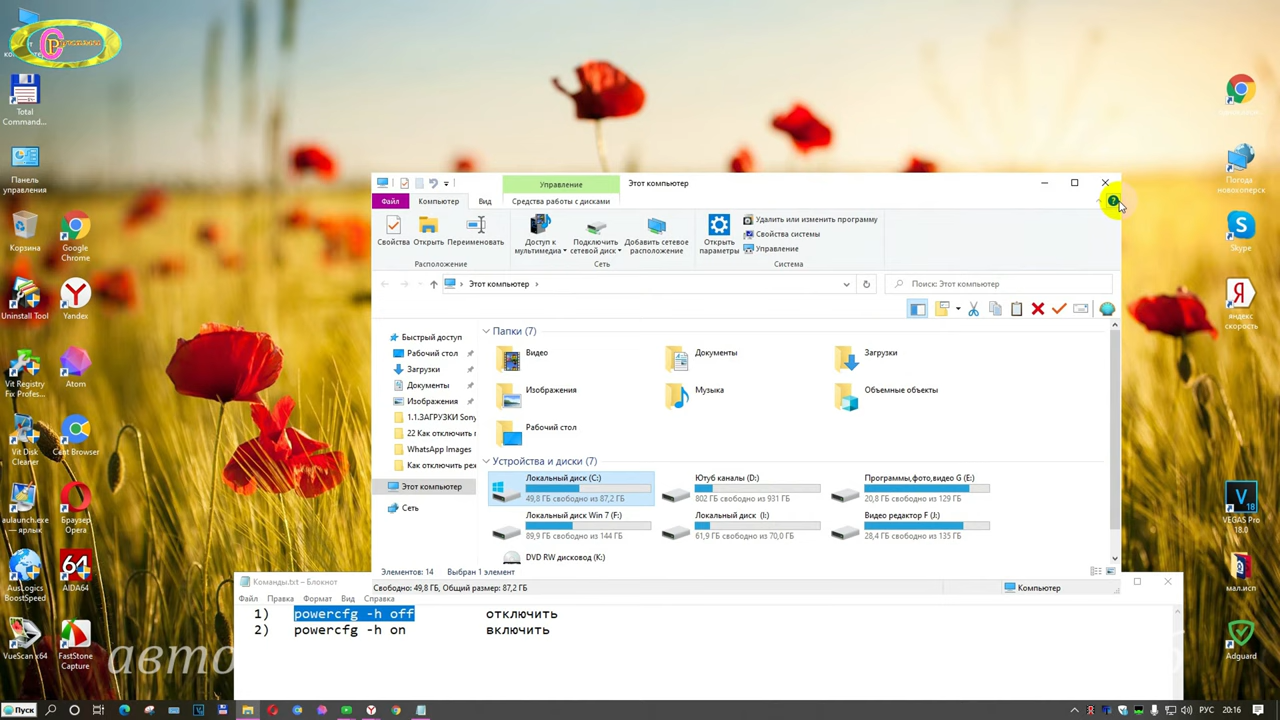 Total
Command...
Панель
управления
Корзина
Google
Chrome
Uninstall Tool
Yandex
Vit Registry
Fix Profes...
Atom
Vit Disk
Cleaner
Cent Browser
aulaunch.exe
— ярлык
Браузер
Opera
AusLogics
BoostSpeed
AIDA64
VueScan x64
FastStone
Capture
авто
Управление
Этот компьютер
Файл
Компьютер
Вид
Средства работы с дисками
Свойства
Открыть
Переименовать
Расположение
Доступ к
мультимедиа
Подключить
сетевой диск
Добавить сетевое
расположение
Сеть
Открыть
параметры
Удалить или изменить программу
Свойства системы
Управление
Система
Этот компьютер
Поиск: Этот компьютер
Быстрый доступ
Рабочий стол
Загрузки
Документы
Изображения
1.1.ЗАГРУЗКИ Sony
22 Как отключить г
WhatsApp Images
Как отключить реж
Этот компьютер
Сеть
Папки (7)
Видео
Документы
Загрузки
Изображения
Музыка
Объемные объекты
Рабочий стол
Устройства и диски (7)
Локальный диск (C:)
49,8 ГБ свободно из 87,2 ГБ
Ютуб каналы (D:)
802 ГБ свободно из 931 ГБ
Программы,фото,видео G (E:)
20,8 ГБ свободно из 129 ГБ
Локальный диск Win 7 (F:)
89,9 ГБ свободно из 144 ГБ
Локальный диск (I:)
61,9 ГБ свободно из 70,0 ГБ
Видео редактор F (J:)
28,4 ГБ свободно из 135 ГБ
DVD RW дисковод (K:)
Элементов: 14 Выбран 1 элемент
Свободно: 49,8 ГБ, Общий размер: 87,2 ГБ
Компьютер
Команды.txt – Блокнот
Файл Правка Формат Вид Справка
1) powercfg -h off отключить
2) powercfg -h on включить
Погода
новохоперск
Skype
яндекс
скорость
VEGAS Pro
18.0
мал.исп
Adguard
Пуск
РУС
20:16